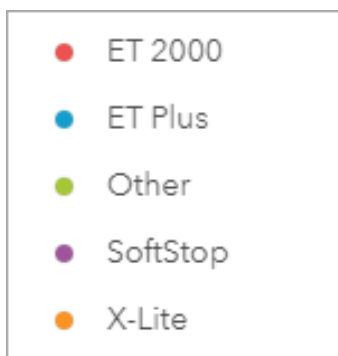 ET 2000
ET Plus
Other
SoftStop
X-Lite